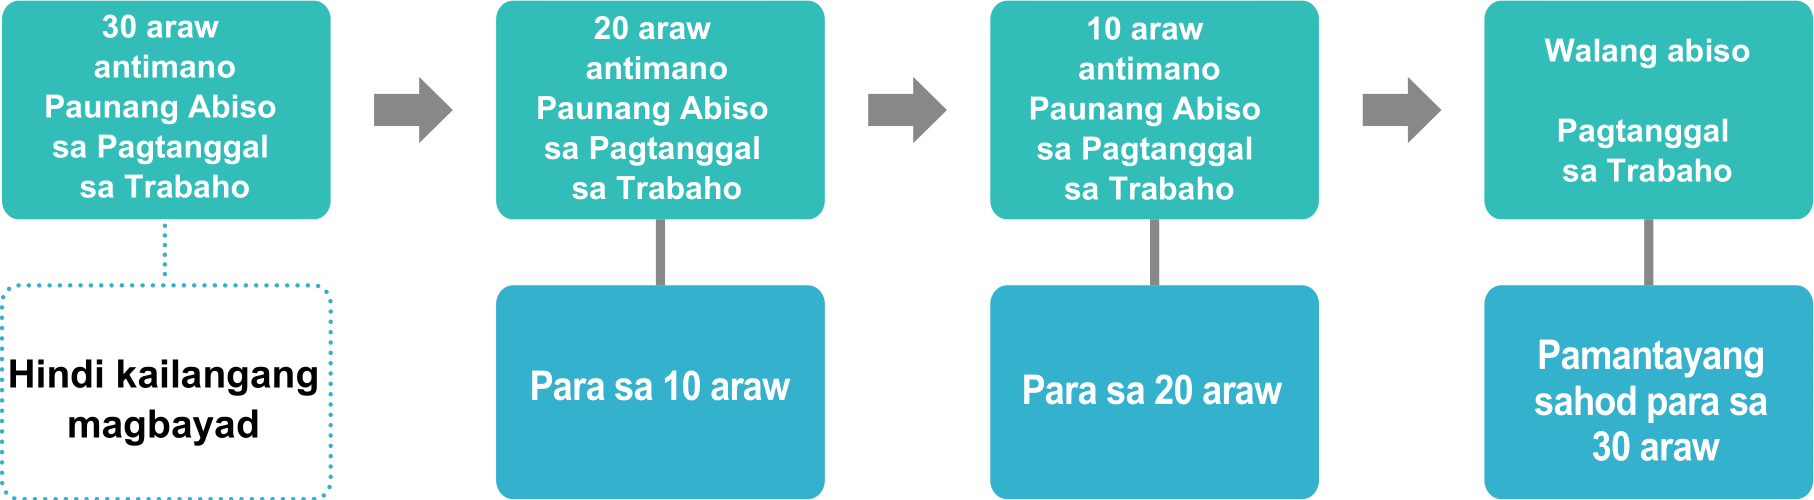 30 araw
antimano
Paunang Abiso
sa Pagtanggal
sa Trabaho
20 araw
antimano
Paunang Abiso
sa Pagtanggal
sa Trabaho
10 araw
antimano
Paunang Abiso
sa Pagtanggal
sa Trabaho
Walang abiso
Pagtanggal
sa Trabaho
Hindi kailangang
magbayad
Para sa 10 araw
Para sa 20 araw
Pamantayang
sahod para sa
30 araw